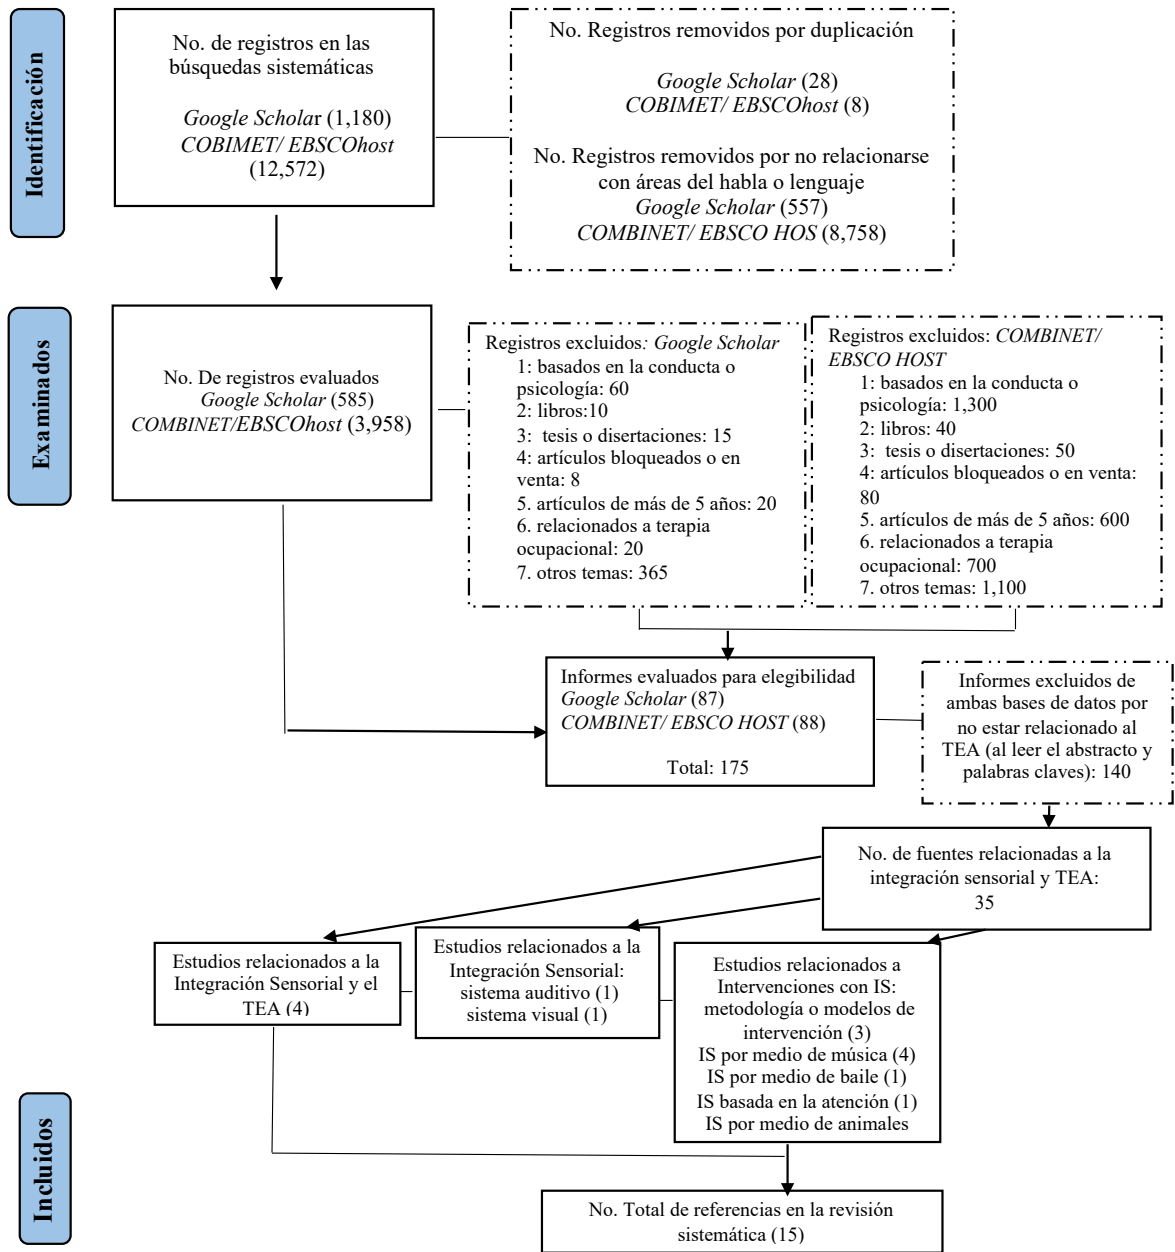 Identificación
No. de registros en las
búsquedas sistemáticas
Google Scholar (1,180)
COBIMET/ EBSCOhost
(12,572)
No. Registros removidos por duplicación
Google Scholar (28)
COBIMET/ EBSCOhost (8)
No. Registros removidos por no relacionarse
con áreas del habla o lenguaje
Google Scholar (557)
COMBINET/ EBSCO HOS (8,758)
Examinados
No. De registros evaluados
Google Scholar (585)
COMBINET/EBSCOhost (3,958)
Registros excluidos: Google Scholar
1: basados en la conducta o
psicología: 60
2: libros:10
3: tesis o disertaciones: 15
4: artículos bloqueados o en
venta: 8
5. artículos de más de 5 años: 20
6. relacionados a terapia
ocupacional: 20
7. otros temas: 365
Registros excluidos: COMBINET/
EBSCO HOST
1: basados en la conducta o
psicología: 1,300
2: libros: 40
3: tesis o disertaciones: 50
4: artículos bloqueados o en venta:
80
5. artículos de más de 5 años: 600
6. relacionados a terapia
ocupacional: 700
7. otros temas: 1,100
Informes evaluados para elegibilidad
Google Scholar (87)
COMBINET/ EBSCO HOST (88)
Total: 175
Informes excluidos de
ambas bases de datos por
no estar relacionado al
TEA (al leer el abstracto y
palabras claves): 140
No. de fuentes relacionadas a la
integración sensorial y TEA:
35
Estudios relacionados a la
Integración Sensorial y el
TEA (4)
Estudios relacionados a la
Integración Sensorial:
sistema auditivo (1)
sistema visual (1)
Estudios relacionados a
Intervenciones con IS:
metodología o modelos de
intervención (3)
IS por medio de música (4)
IS por medio de baile (1)
IS basada en la atención (1)
IS por medio de animales
Incluidos
No. Total de referencias en la revisión
sistemática (15)